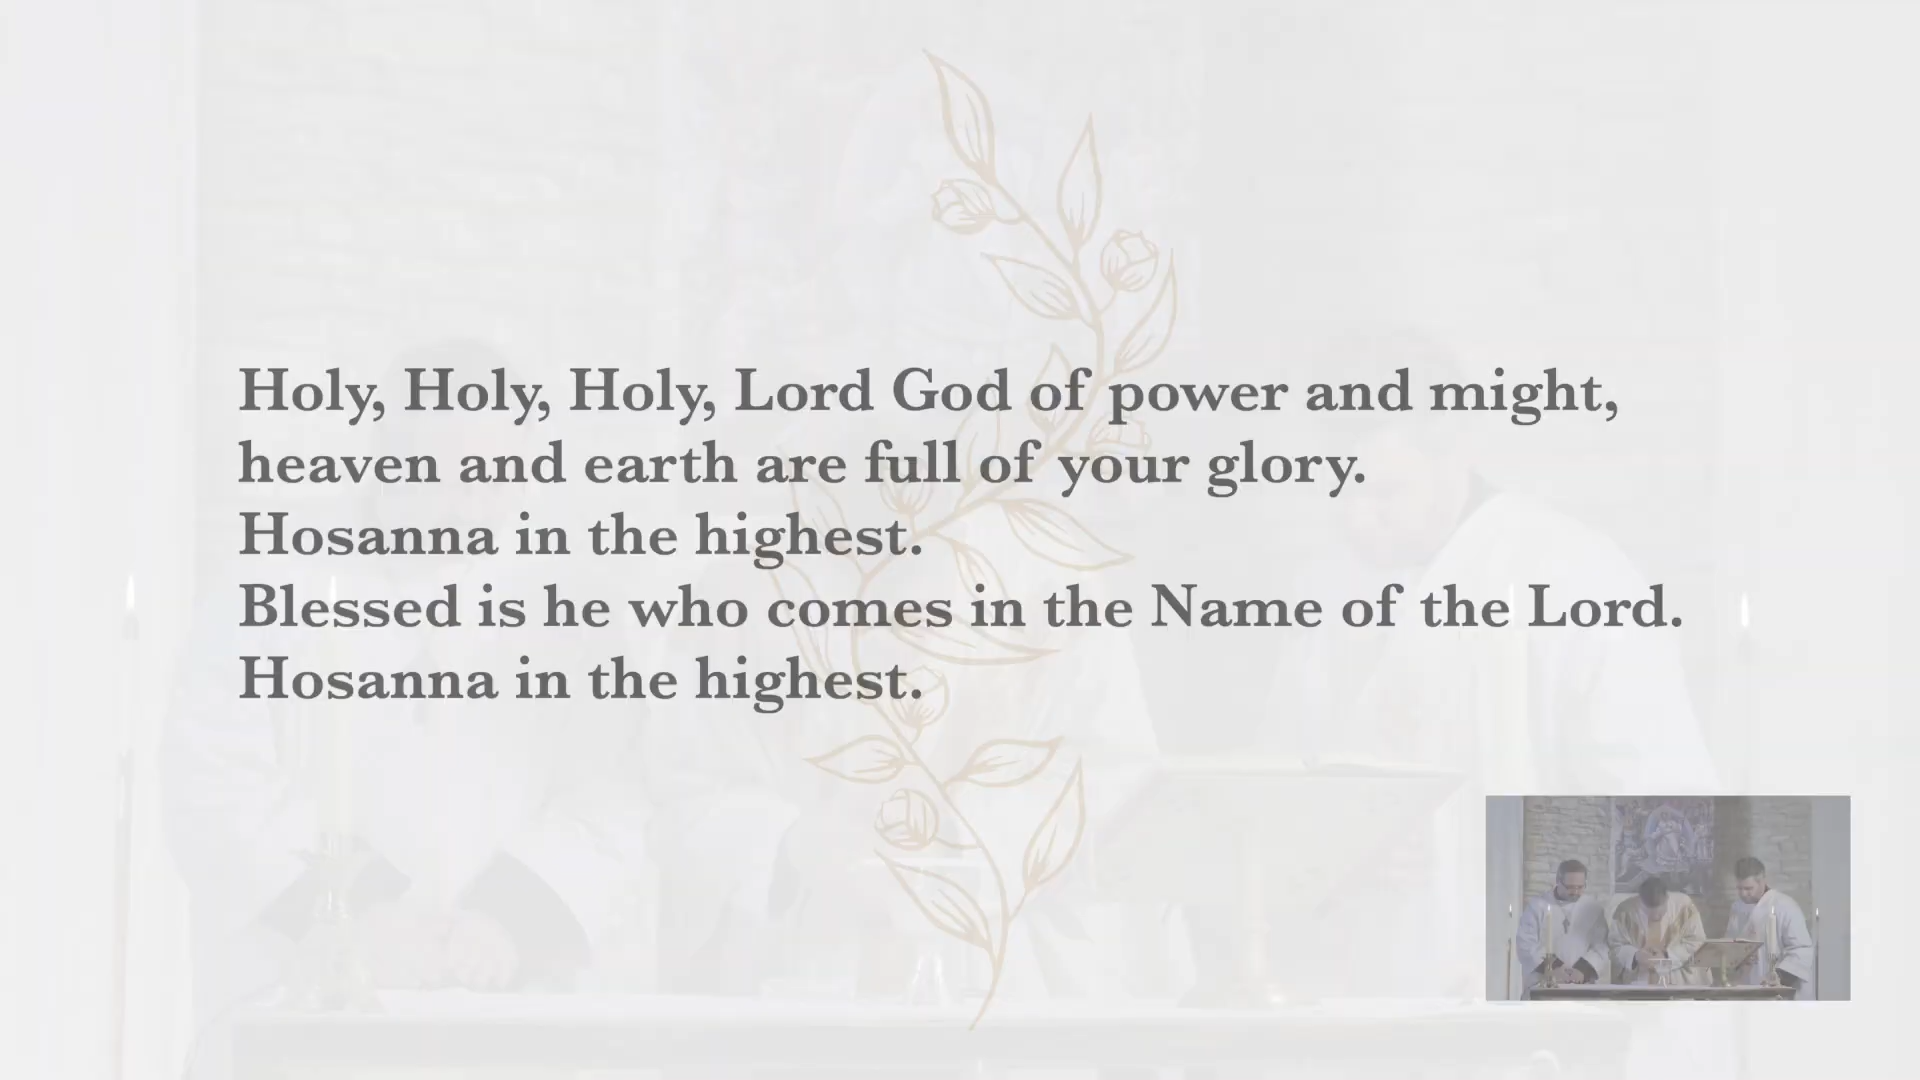 Holy, Holy, Holy, Lord God of power and might,
heaven and earth are full of your glory.
Hosanna in the highest.
Blessed is he who comes in the Name of the Lord.
Hosanna in the highest.